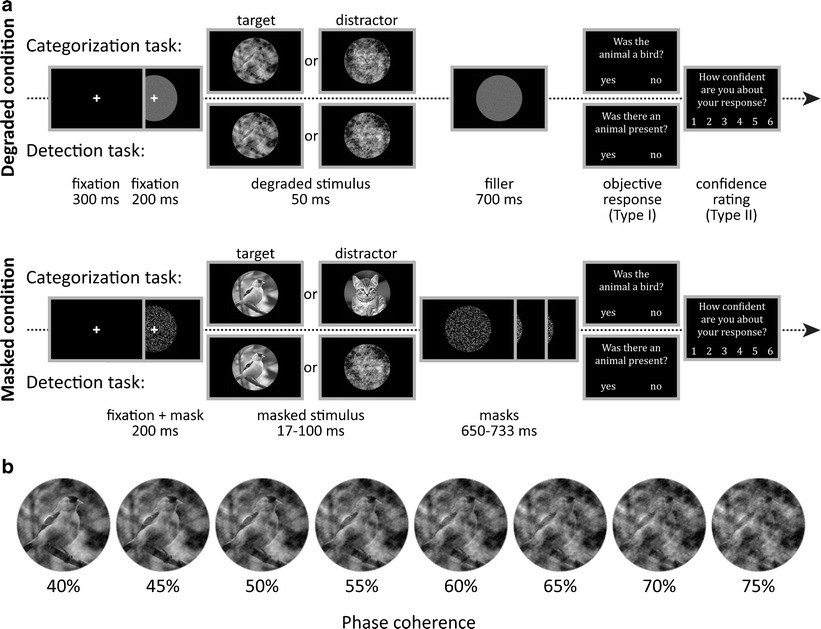 a
Degraded condition
target
distractor
Categorization task:
or
Was the
animal a bird?
yes no
How confident
are you about
your response?
1 2 3 4 5 6
or
Was there an
animal present?
yes no
Detection task:
fixation
300 ms
fixation
200 ms
degraded stimulus
50 ms
filler
700 ms
objective
response
(Type I)
confidence
rating
(Type II)
Masked condition
target
distractor
Categorization task:
or
Was the
animal a bird?
yes no
How confident
are you about
your response?
1 2 3 4 5 6
or
Was there an
animal present?
yes no
Detection task:
fixation + mask
200 ms
masked stimulus
17-100 ms
masks
650-733 ms
b
40% 45% 50% 55% 60% 65% 70% 75%
Phase coherence